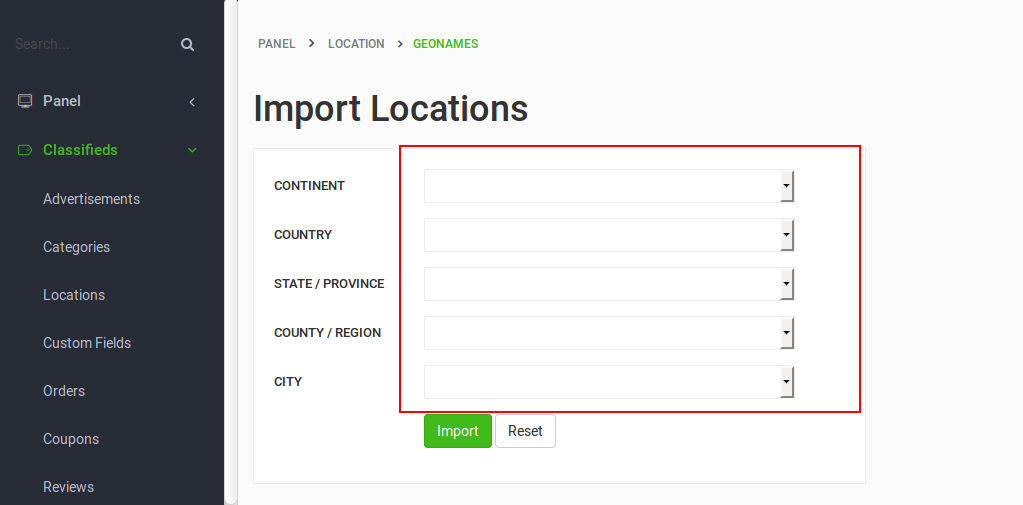 Search...
Panel
Classifieds
Advertisements
Categories
Locations
Custom Fields
Orders
Coupons
Reviews
PANEL > LOCATION > GEONAMES
Import Locations
CONTINENT
COUNTRY
STATE / PROVINCE
COUNTY / REGION
CITY
Import Reset